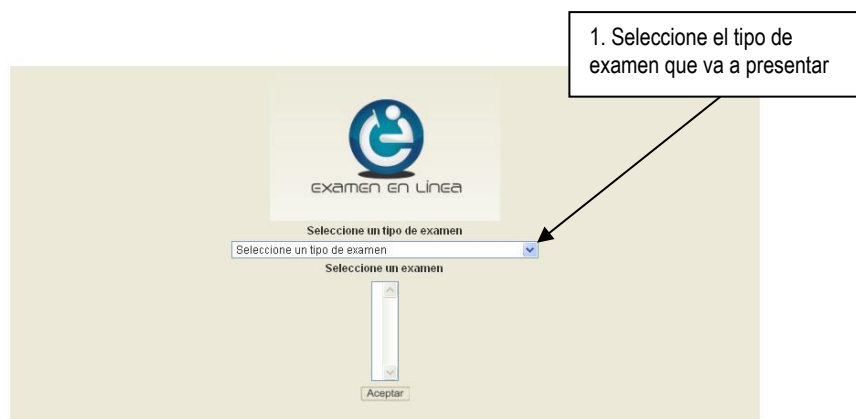 1. Seleccione el tipo de
examen que va a presentar
examen en Línea
Seleccione un tipo de examen
Seleccione un tipo de examen
Seleccione un examen
Aceptar